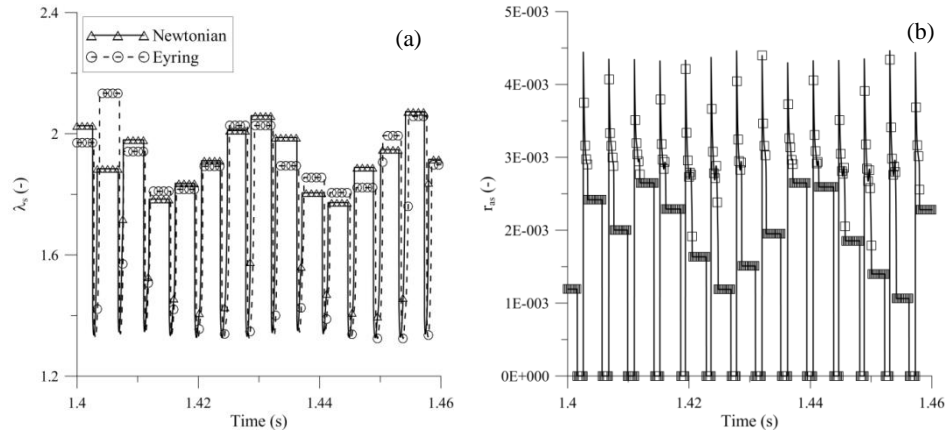 2.4
2
1.6
1.2
λs (-)
Newtonian
Eyring
(a)
1.4 1.42 1.44 1.46
Time (s)
5E-003
4E-003
3E-003
2E-003
1E-003
0E+000
ras (-)
(b)
1.4 1.42 1.44 1.46
Time (s)